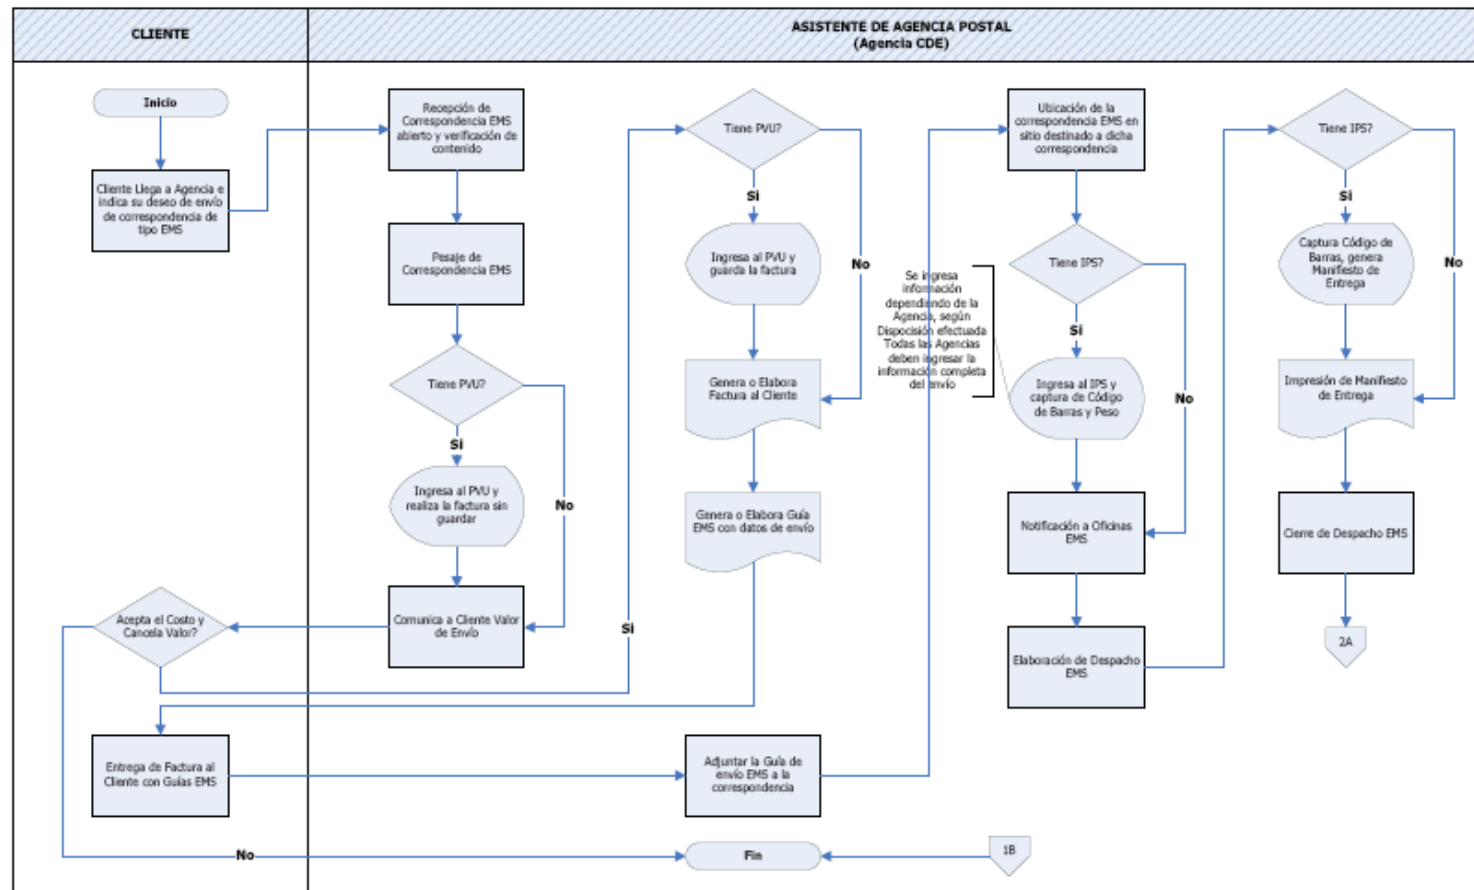 CLIENTE
ASISTENTE DE AGENCIA POSTAL
(Agencia CDE)
Inicio
Cliente Llega a Agencia e
indica su deseo de envío
de correspondencia de
tipo EMS
Acepta el Costo y
Cancela Valor?
Entrega de Factura al
Cliente con Guías EMS
No
Recepción de
Correspondencia EMS
abierto y verificación de
contenido
Pesaje de
Correspondencia EMS
Tiene PVU?
Si
No
Ingresa al PVU y
realiza la factura sin
guardar
Comunica a Cliente Valor
de Envío
Si
Tiene PVU?
Si
No
Ingresa al PVU y
guarda la factura
Genera o Elabora
Factura al Cliente
Genera o Elabora Guía
EMS con datos de envío
Adjuntar la Guía de
envío EMS a la
correspondencia
Fin
Ubicación de la
correspondencia EMS en
sitio destinado a dicha
correspondencia
Tiene IPS?
Si
No
Se ingresa
información
dependiendo de la
Agencia, según
Dispocisión efectuada
Todas las Agencias
deben ingresar la
información completa
del envío
Ingresa al IPS y
captura de Código
de Barras y Peso
Notificación a Oficinas
EMS
Elaboración de Despacho
EMS
1B
Tiene IPS?
Si
No
Captura Código de
Barras, genera
Manifiesto de
Entrega
Impresión de Manifiesto
de Entrega
Cierre de Despacho EMS
2A